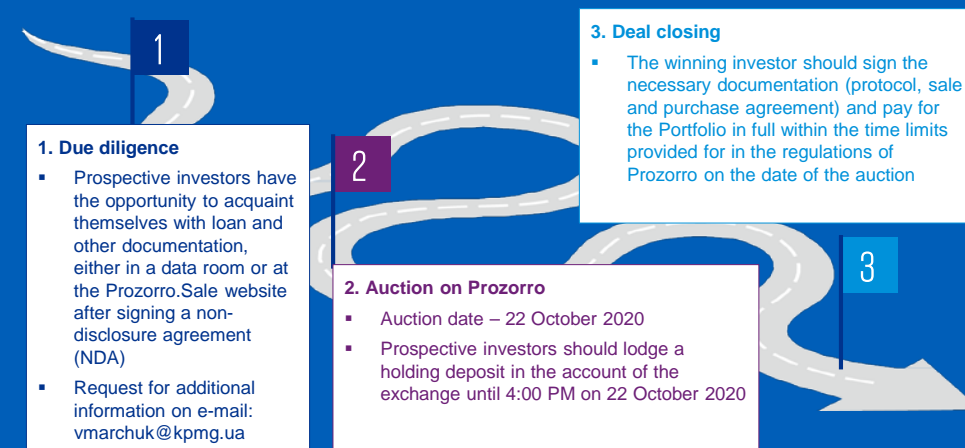 1
1. Due diligence
▪ Prospective investors have
the opportunity to acquaint
themselves with loan and
other documentation,
either in a data room or at
the Prozorro.Sale website
after signing a non-
disclosure agreement
(NDA)
▪ Request for additional
information on e-mail:
vmarchuk@kpmg.ua
2
2. Auction on Prozorro
▪ Auction date – 22 October 2020
▪ Prospective investors should lodge a
holding deposit in the account of the
exchange until 4:00 PM on 22 October 2020
3. Deal closing
▪ The winning investor should sign the
necessary documentation (protocol, sale
and purchase agreement) and pay for
the Portfolio in full within the time limits
provided for in the regulations of
Prozorro on the date of the auction
3